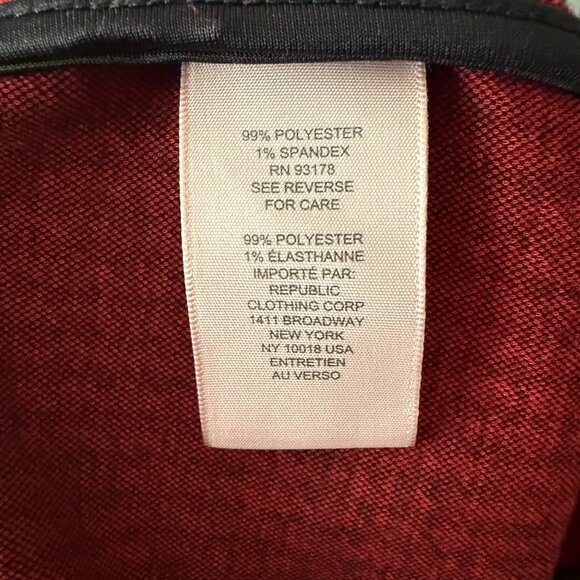 99% POLYESTER
1% SPANDEX
RN 93178
SEE REVERSE
FOR CARE
99% POLYESTER
1% ÉLASTHANNE
IMPORTÉ PAR:
REPUBLIC
CLOTHING CORP
1411 BROADWAY
NEW YORK
NY 10018 USA
ENTRETIEN
AU VERSO